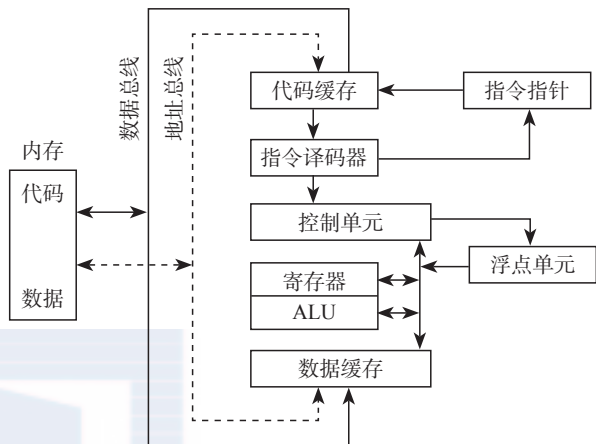 数据总线
地址总线
代码缓存
指令指针
指令译码器
内存
代码
数据
控制单元
浮点单元
寄存器
ALU
数据缓存